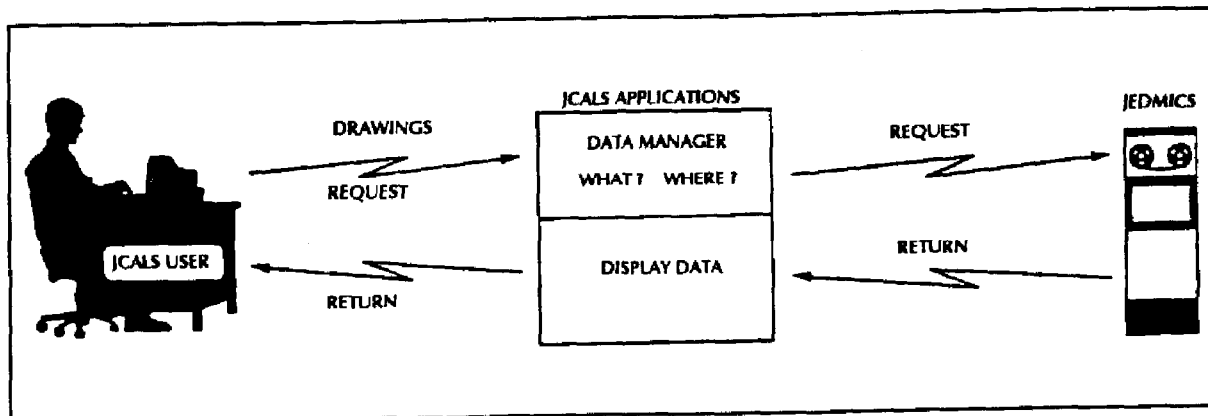 JCALS APPLICATIONS
JEDMICS
DRAWINGS
REQUEST
DATA MANAGER
WHAT ? WHERE ?
REQUEST
JCALS USER
RETURN
DISPLAY DATA
RETURN